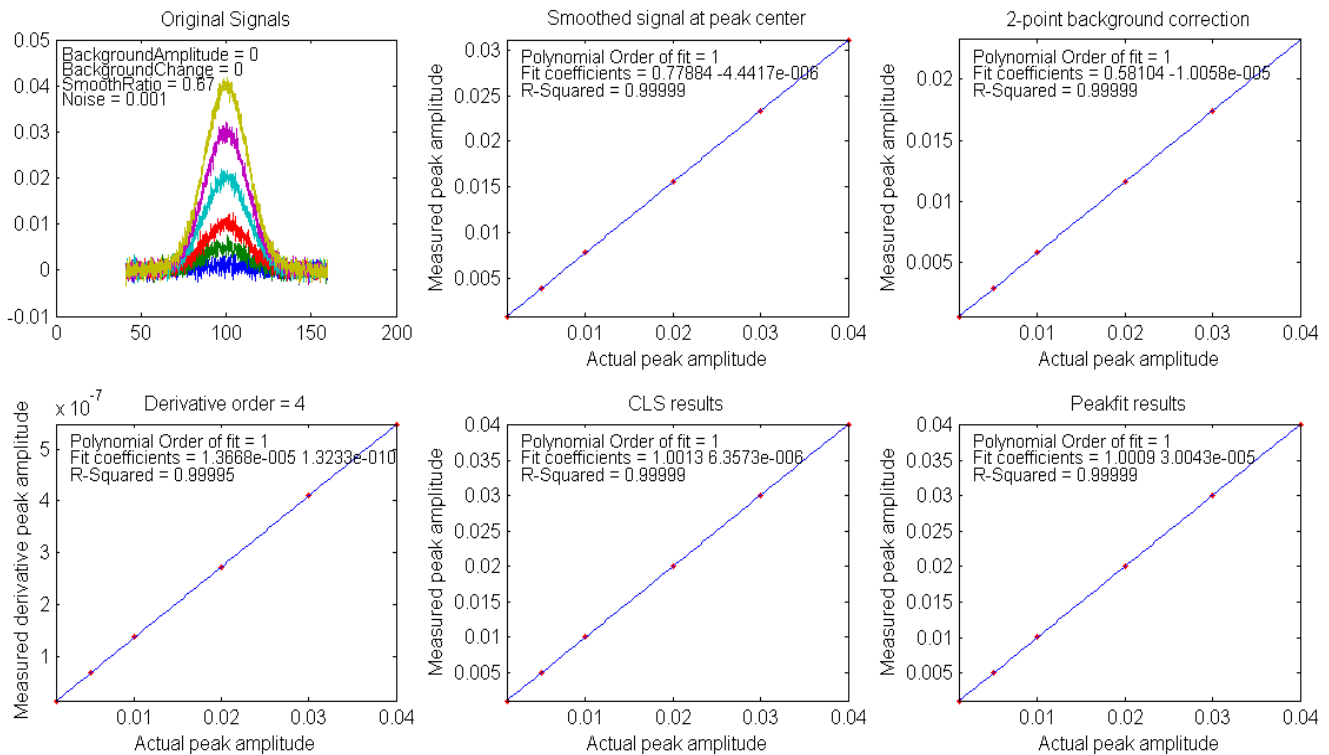 Original Signals
BackgroundAmplitude = 0
BackgroundChange = 0
SmoothRatio = 0.67
Noise = 0.001
0.05
0.04
0.03
0.02
0.01
0
-0.01
0 50 100 150 200
Smoothed signal at peak center
Polynomial Order of fit = 1
Fit coefficients = 0.77884 -4.4417e-006
R-Squared = 0.99999
Measured peak amplitude
0.03
0.025
0.02
0.015
0.01
0.005
0.01 0.02 0.03 0.04
Actual peak amplitude
2-point background correction
Polynomial Order of fit = 1
Fit coefficients = 0.58104 -1.0058e-005
R-Squared = 0.99999
Measured peak amplitude
0.02
0.015
0.01
0.005
0.01 0.02 0.03 0.04
Actual peak amplitude
x 10-7
Derivative order = 4
Polynomial Order of fit = 1
Fit coefficients = 1.3668e-005 1.3233e-010
R-Squared = 0.99995
Measured derivative peak amplitude
5
4
3
2
1
0.01 0.02 0.03 0.04
Actual peak amplitude
CLS results
Polynomial Order of fit = 1
Fit coefficients = 1.0013 6.3573e-006
R-Squared = 0.99999
Measured peak amplitude
0.04
0.035
0.03
0.025
0.02
0.015
0.01
0.005
0.01 0.02 0.03 0.04
Actual peak amplitude
Peakfit results
Polynomial Order of fit = 1
Fit coefficients = 1.0009 3.0043e-005
R-Squared = 0.99999
Measured peak amplitude
0.04
0.035
0.03
0.025
0.02
0.015
0.01
0.005
0.01 0.02 0.03 0.04
Actual peak amplitude